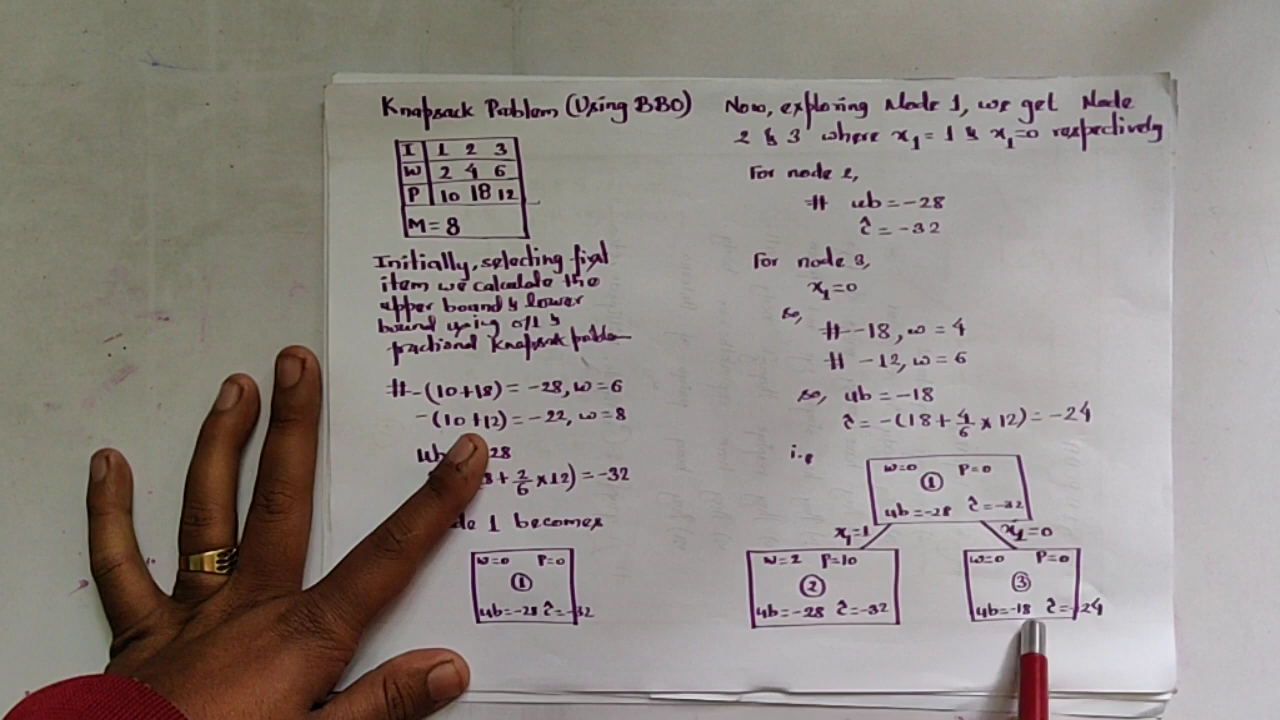 Knapsack Problem (Using BBO)
I 1 2 3
W 2 4 6
P 10 18 12
M = 8
Initially, selecting first
item we calculate the
upper bound & lower
bound using 0/1 &
fractional knapsack problem
# -(10+18) = -28, w = 6
-(10+12) = -22, w = 8
ub 28
8 + 2/6 x 12) = -32
de 1 becomes
w=0 P=0
①
ub=-28 ĉ=-32
Now, exploring Node 1, we get Node
2 & 3 where x₁ = 1 & x₁=0 respectively
For node 2,
# ub = -28
ĉ = -32
For node 3,
x₁=0
so,
# -18, w = 4
# -12, w = 6
so, ub = -18
ĉ = -(18 + 4/6 x 12) = -24
i.e
w=0 P=0
①
ub=-28 ĉ=-32
x₁=1 x₁=0
w=2 P=10
②
ub=-28 ĉ=-32
w=0 P=0
③
ub=-18 ĉ=-24